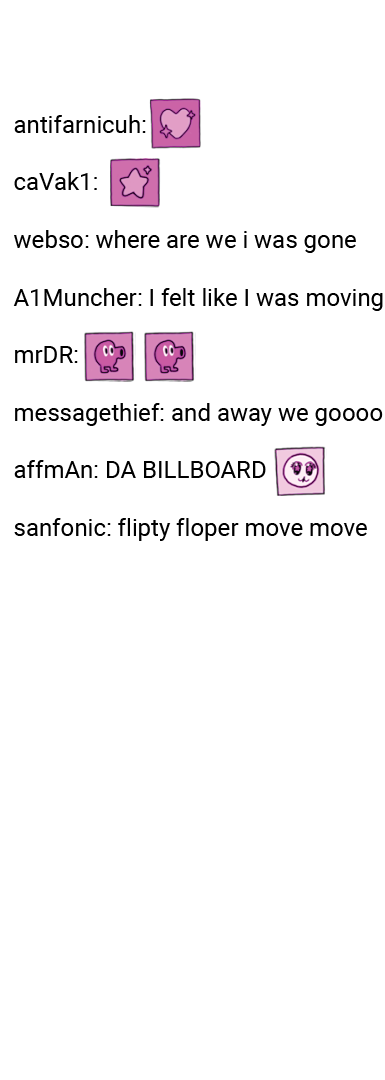 antifarnicuh:
caVak1:
webso: where are we i was gone
A1Muncher: I felt like I was moving
mrDR:
messagethief: and away we goooo
affmAn: DA BILLBOARD
sanfonic: flipty floper move move